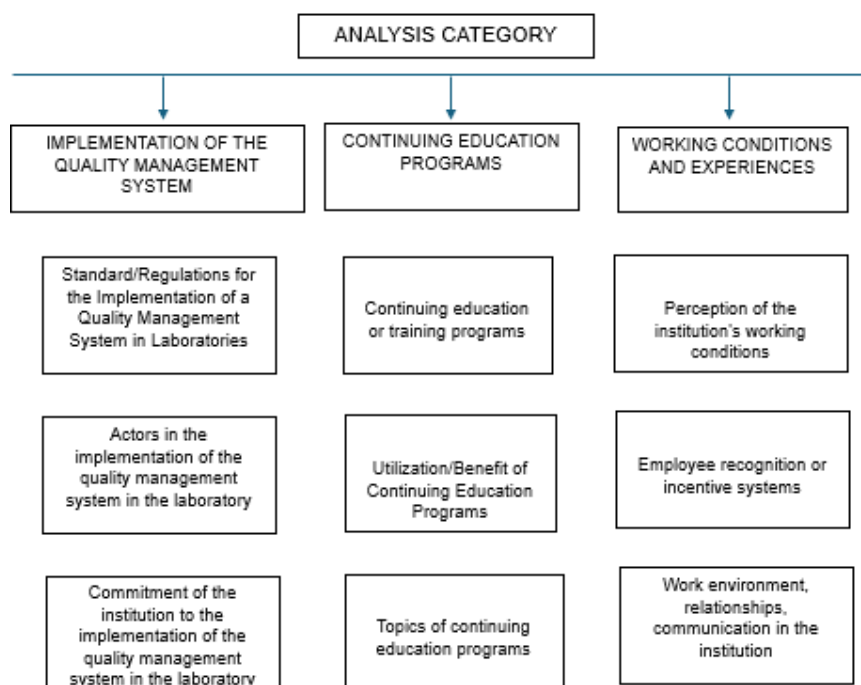 ANALYSIS CATEGORY
IMPLEMENTATION OF THE
QUALITY MANAGEMENT
SYSTEM
CONTINUING EDUCATION
PROGRAMS
WORKING CONDITIONS
AND EXPERIENCES
Standard/Regulations for
the Implementation of a
Quality Management
System in Laboratories
Continuing education
or training programs
Perception of the
institution's working
conditions
Actors in the
implementation of the
quality management
system in the laboratory
Utilization/Benefit of
Continuing Education
Programs
Employee recognition or
incentive systems
Commitment of the
institution to the
implementation of the
quality management
system in the laboratory
Topics of continuing
education programs
Work environment,
relationships,
communication in the
institution